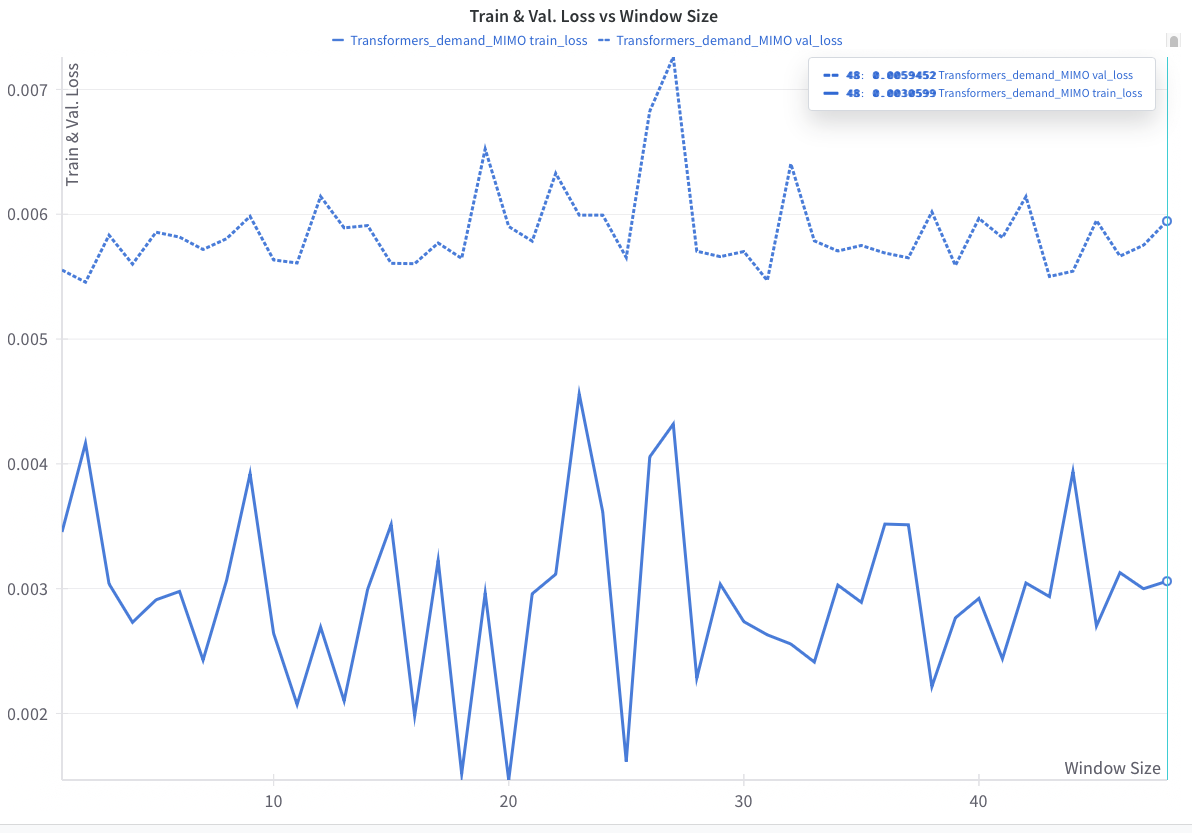 Train & Val. Loss vs Window Size
Transformers_demand_MIMO train_loss Transformers_demand_MIMO val_loss
48: 0.0059452 Transformers_demand_MIMO val_loss
48: 0.0030599 Transformers_demand_MIMO train_loss
Train & Val. Loss
0.007
0.006
0.005
0.004
0.003
0.002
Window Size
10 20 30 40